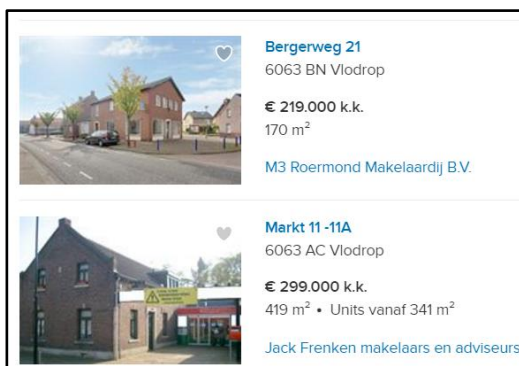 Bergerweg 21
6063 BN Vlodrop
€ 219.000 k.k.
170 m²
M3 Roermond Makelaardij B.V.
Markt 11 -11A
6063 AC Vlodrop
€ 299.000 k.k.
419 m² • Units vanaf 341 m²
Jack Frenken makelaars en adviseurs